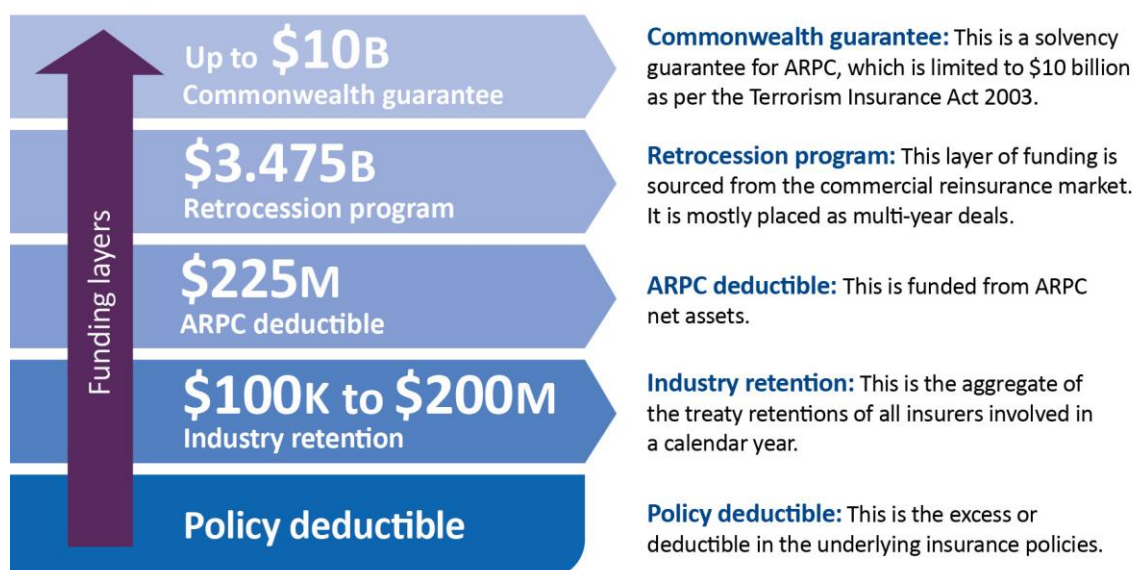 Up to $10B
Commonwealth guarantee
Commonwealth guarantee: This is a solvency
guarantee for ARPC, which is limited to $10 billion
as per the Terrorism Insurance Act 2003.
$3.475B
Retrocession program
Retrocession program: This layer of funding is
sourced from the commercial reinsurance market.
It is mostly placed as multi-year deals.
Funding layers
$225M
ARPC deductible
ARPC deductible: This is funded from ARPC
net assets.
$100K to $200M
Industry retention
Industry retention: This is the aggregate of
the treaty retentions of all insurers involved in
a calendar year.
Policy deductible
Policy deductible: This is the excess or
deductible in the underlying insurance policies.